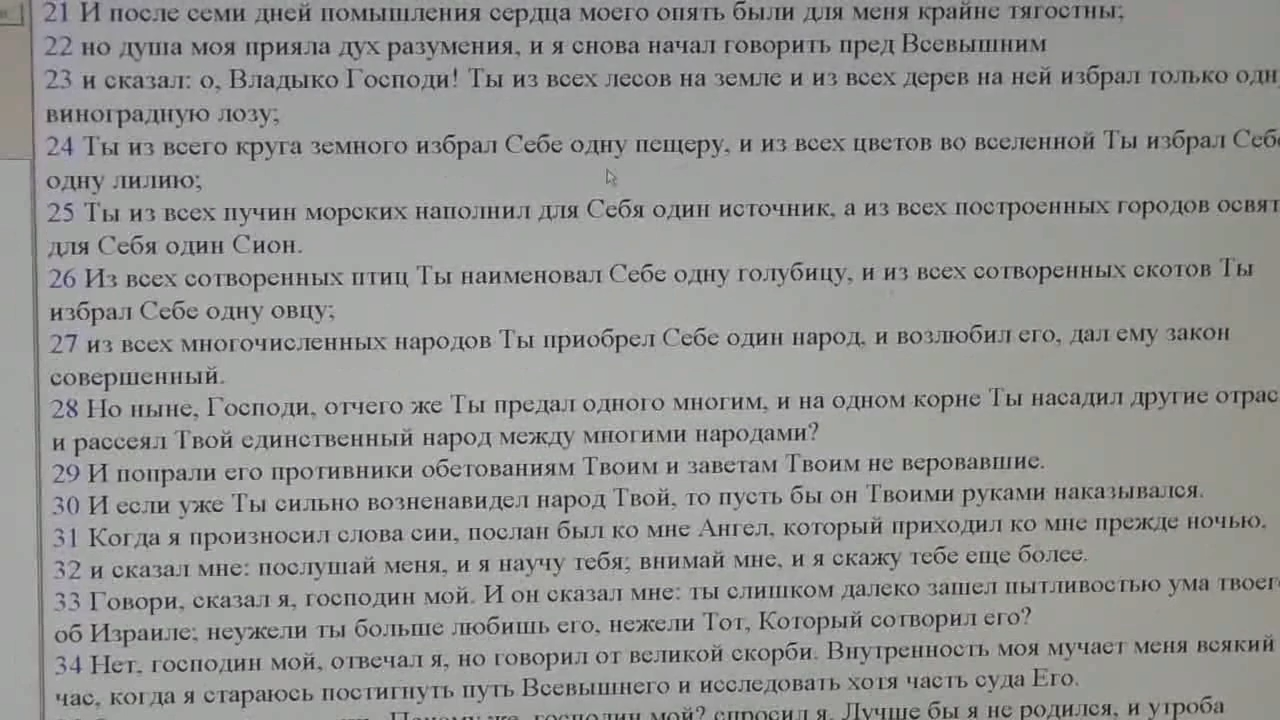 21 И после семи дней помышления сердца моего опять были для меня крайне тягостны;
22 но душа моя прияла дух разумения, и я снова начал говорить пред Всевышним
23 и сказал: о, Владыко Господи! Ты из всех лесов на земле и из всех дерев на ней избрал только одн
виноградную лозу;
24 Ты из всего круга земного избрал Себе одну пещеру, и из всех цветов во вселенной Ты избрал Себе
одну лилию;
25 Ты из всех пучин морских наполнил для Себя один источник, а из всех построенных городов освят
для Себя один Сион.
26 Из всех сотворенных птиц Ты наименовал Себе одну голубицу, и из всех сотворенных скотов Ты
избрал Себе одну овцу;
27 из всех многочисленных народов Ты приобрел Себе один народ, и возлюбил его, дал ему закон
совершенный.
28 Но ныне, Господи, отчего же Ты предал одного многим, и на одном корне Ты насадил другие отрас
и рассеял Твой единственный народ между многими народами?
29 И попрали его противники обетованиям Твоим и заветам Твоим не веровавшие.
30 И если уже Ты сильно возненавидел народ Твой, то пусть бы он Твоими руками наказывался.
31 Когда я произносил слова сии, послан был ко мне Ангел, который приходил ко мне прежде ночью,
32 и сказал мне: послушай меня, и я научу тебя; внимай мне, и я скажу тебе еще более.
33 Говори, сказал я, господин мой. И он сказал мне: ты слишком далеко зашел пытливостью ума твоего
об Израиле; неужели ты больше любишь его, нежели Тот, Который сотворил его?
34 Нет, господин мой, отвечал я, но говорил от великой скорби. Внутренность моя мучает меня всякий
час, когда я стараюсь постигнуть путь Всевышнего и исследовать хотя часть суда Его.
Почему же, господин мой? спросил я. Лучше бы я не родился, и утроба